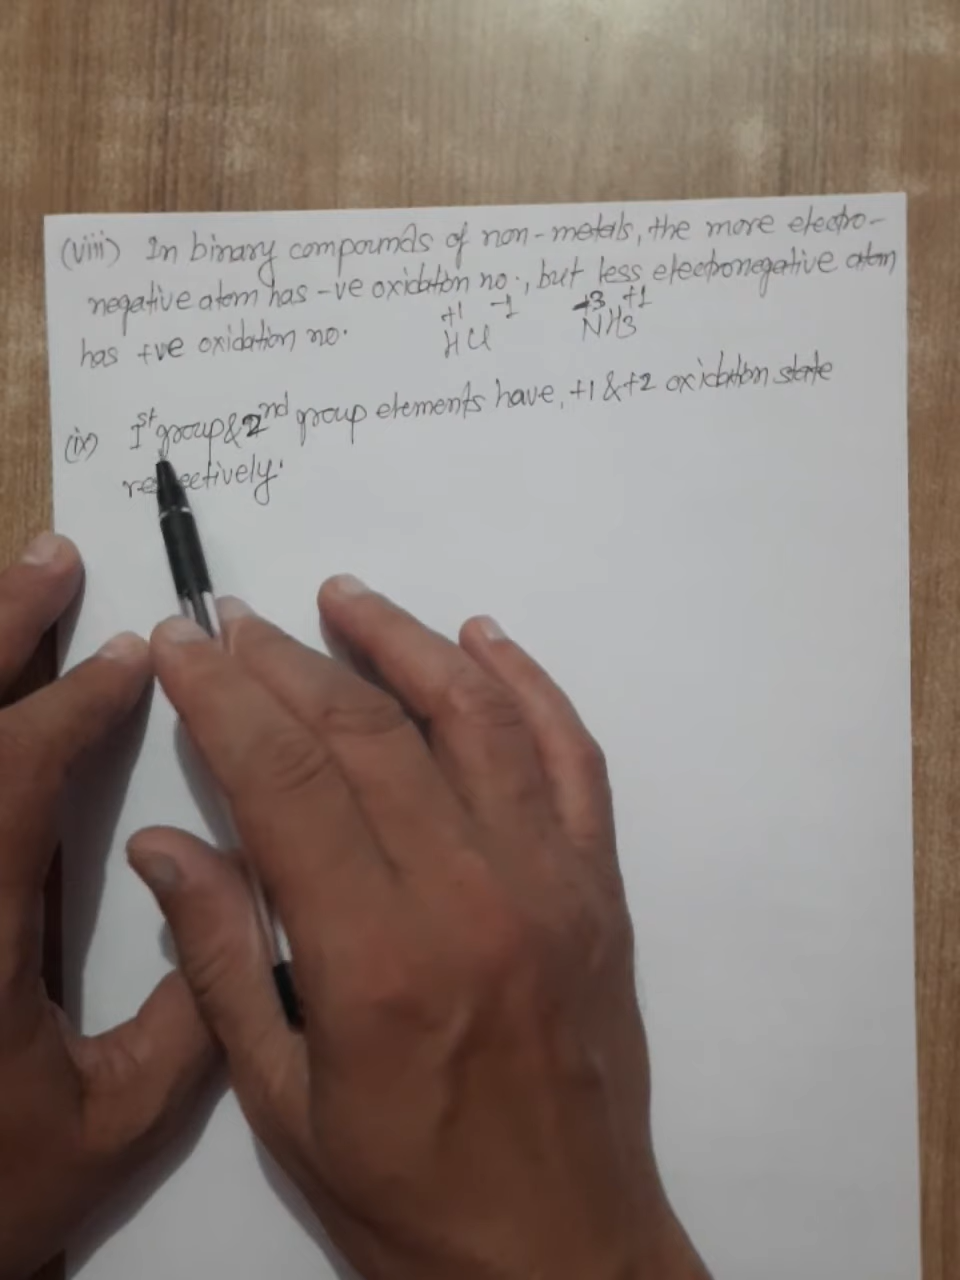 (viii) In binary compounds of non-metals, the more electro-
negative atom has -ve oxidation no., but less electronegative atom
has +ve oxidation no.
+1 -1 -3 +1
HCl NH3
(ix) Ist group & 2nd group elements have, +1 & +2 oxidation state
respectively.